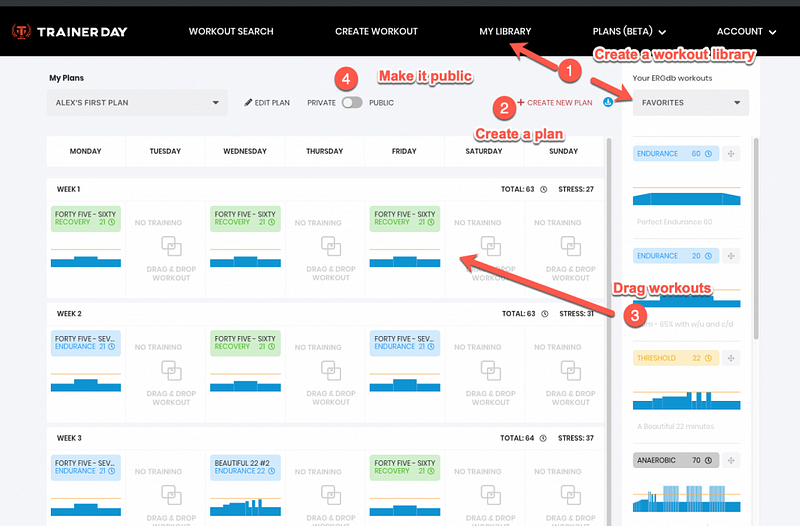 TRAINERDAY
WORKOUT SEARCH
CREATE WORKOUT
MY LIBRARY
PLANS (BETA)
ACCOUNT
Create a workout library
1
My Plans
4
Make it public
Your ERGdb workouts
ALEX'S FIRST PLAN
EDIT PLAN
PRIVATE
PUBLIC
2
+ CREATE NEW PLAN
FAVORITES
Create a plan
MONDAY
TUESDAY
WEDNESDAY
THURSDAY
FRIDAY
SATURDAY
SUNDAY
WEEK 1
TOTAL: 63
STRESS: 27
FORTY FIVE - SIXTY
RECOVERY 21
NO TRAINING
DRAG & DROP
WORKOUT
FORTY FIVE - SIXTY
RECOVERY 21
NO TRAINING
DRAG & DROP
WORKOUT
FORTY FIVE - SIXTY
RECOVERY 21
NO TRAINING
DRAG & DROP
WORKOUT
NO TRAINING
DRAG & DROP
WORKOUT
ENDURANCE 60
Perfect Endurance 60
ENDURANCE 20
Drag workouts
3
- 65% with w/u and c/d
WEEK 2
TOTAL: 63
STRESS: 31
FORTY FIVE - SEV...
ENDURANCE 21
NO TRAINING
DRAG & DROP
WORKOUT
FORTY FIVE - SIXTY
RECOVERY 21
NO TRAINING
DRAG & DROP
WORKOUT
FORTY FIVE - SEV...
ENDURANCE 21
NO TRAINING
DRAG & DROP
WORKOUT
NO TRAINING
DRAG & DROP
WORKOUT
THRESHOLD 22
A Beautiful 22 minutes
WEEK 3
TOTAL: 64
STRESS: 37
FORTY FIVE - SEV...
ENDURANCE 21
NO TRAINING
DRAG & DROP
WORKOUT
BEAUTIFUL 22 #2
ENDURANCE 22
NO TRAINING
DRAG & DROP
WORKOUT
FORTY FIVE - SIXTY
RECOVERY 21
NO TRAINING
DRAG & DROP
WORKOUT
NO TRAINING
DRAG & DROP
WORKOUT
ANAEROBIC 70